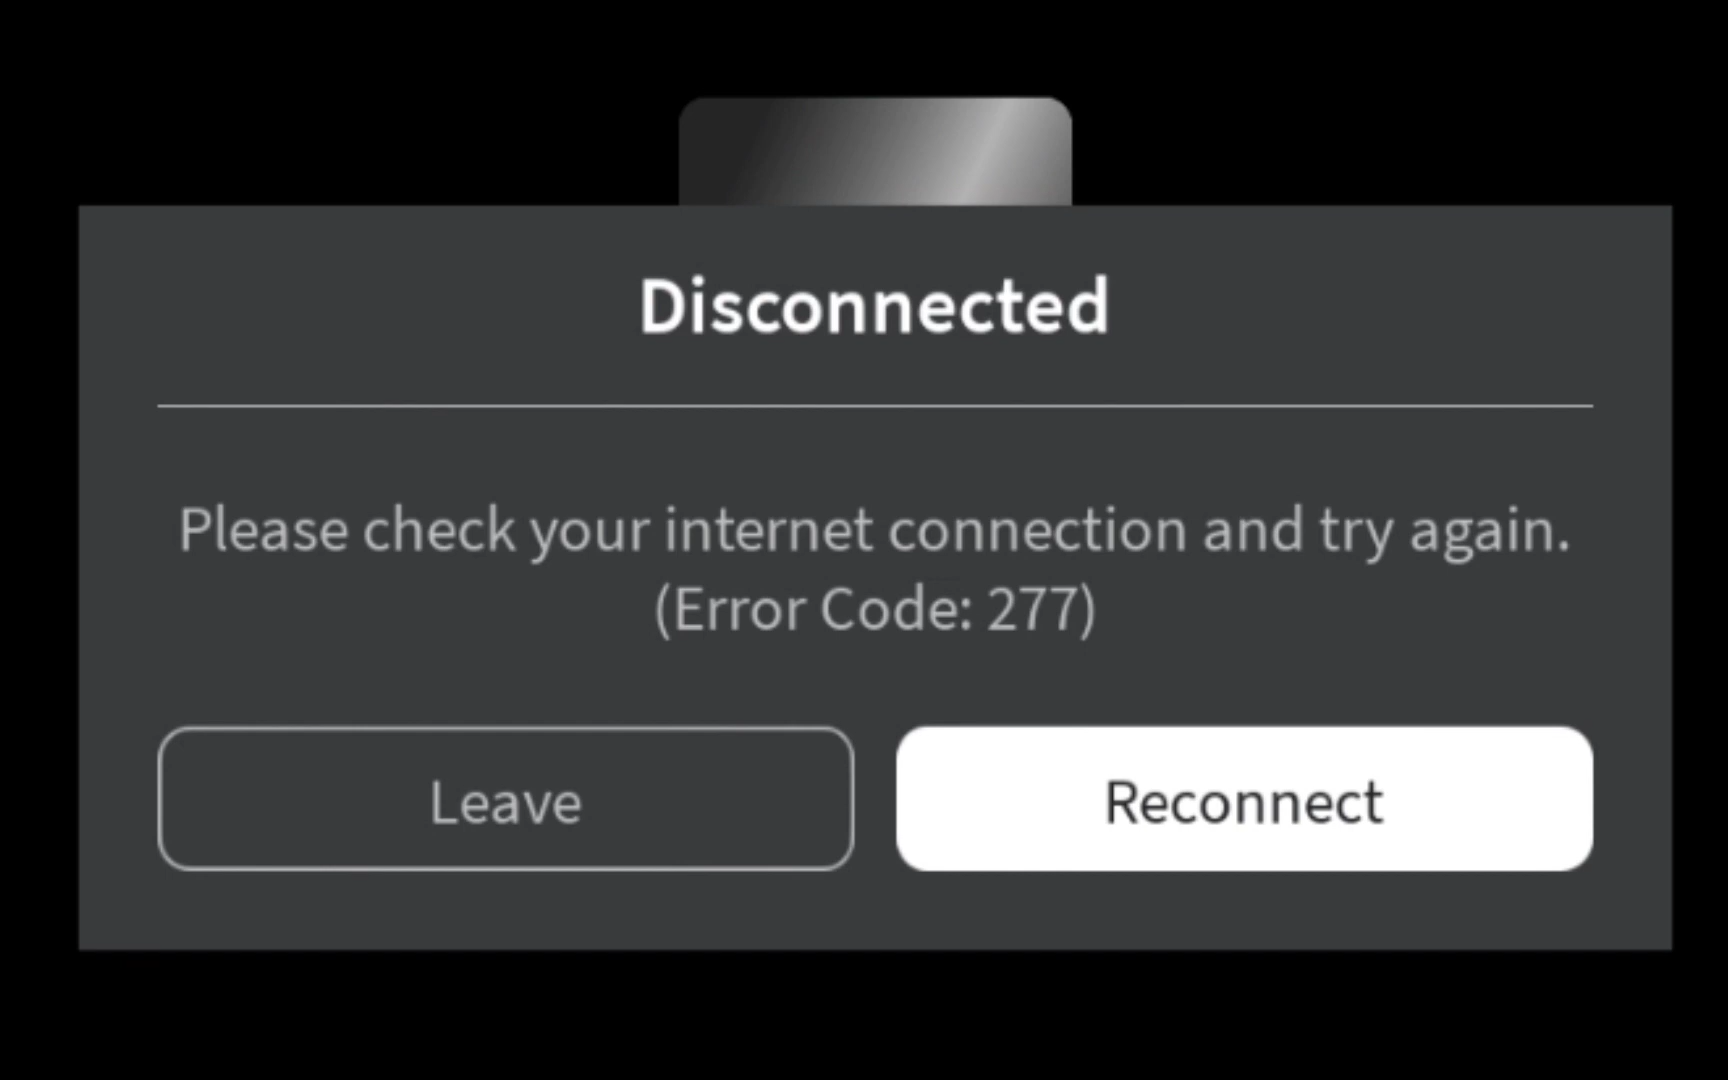 Disconnected
Please check your internet connection and try again.
(Error Code: 277)
Leave
Reconnect